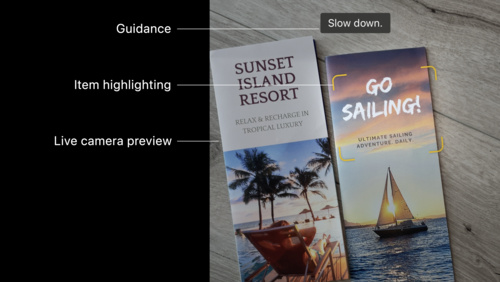 Guidance
Slow down.
Item highlighting
Live camera preview
SUNSET
ISLAND
RESORT
RELAX & RECHARGE IN
TROPICAL LUXURY
GO
SAILING!
ULTIMATE SAILING
ADVENTURE, DAILY